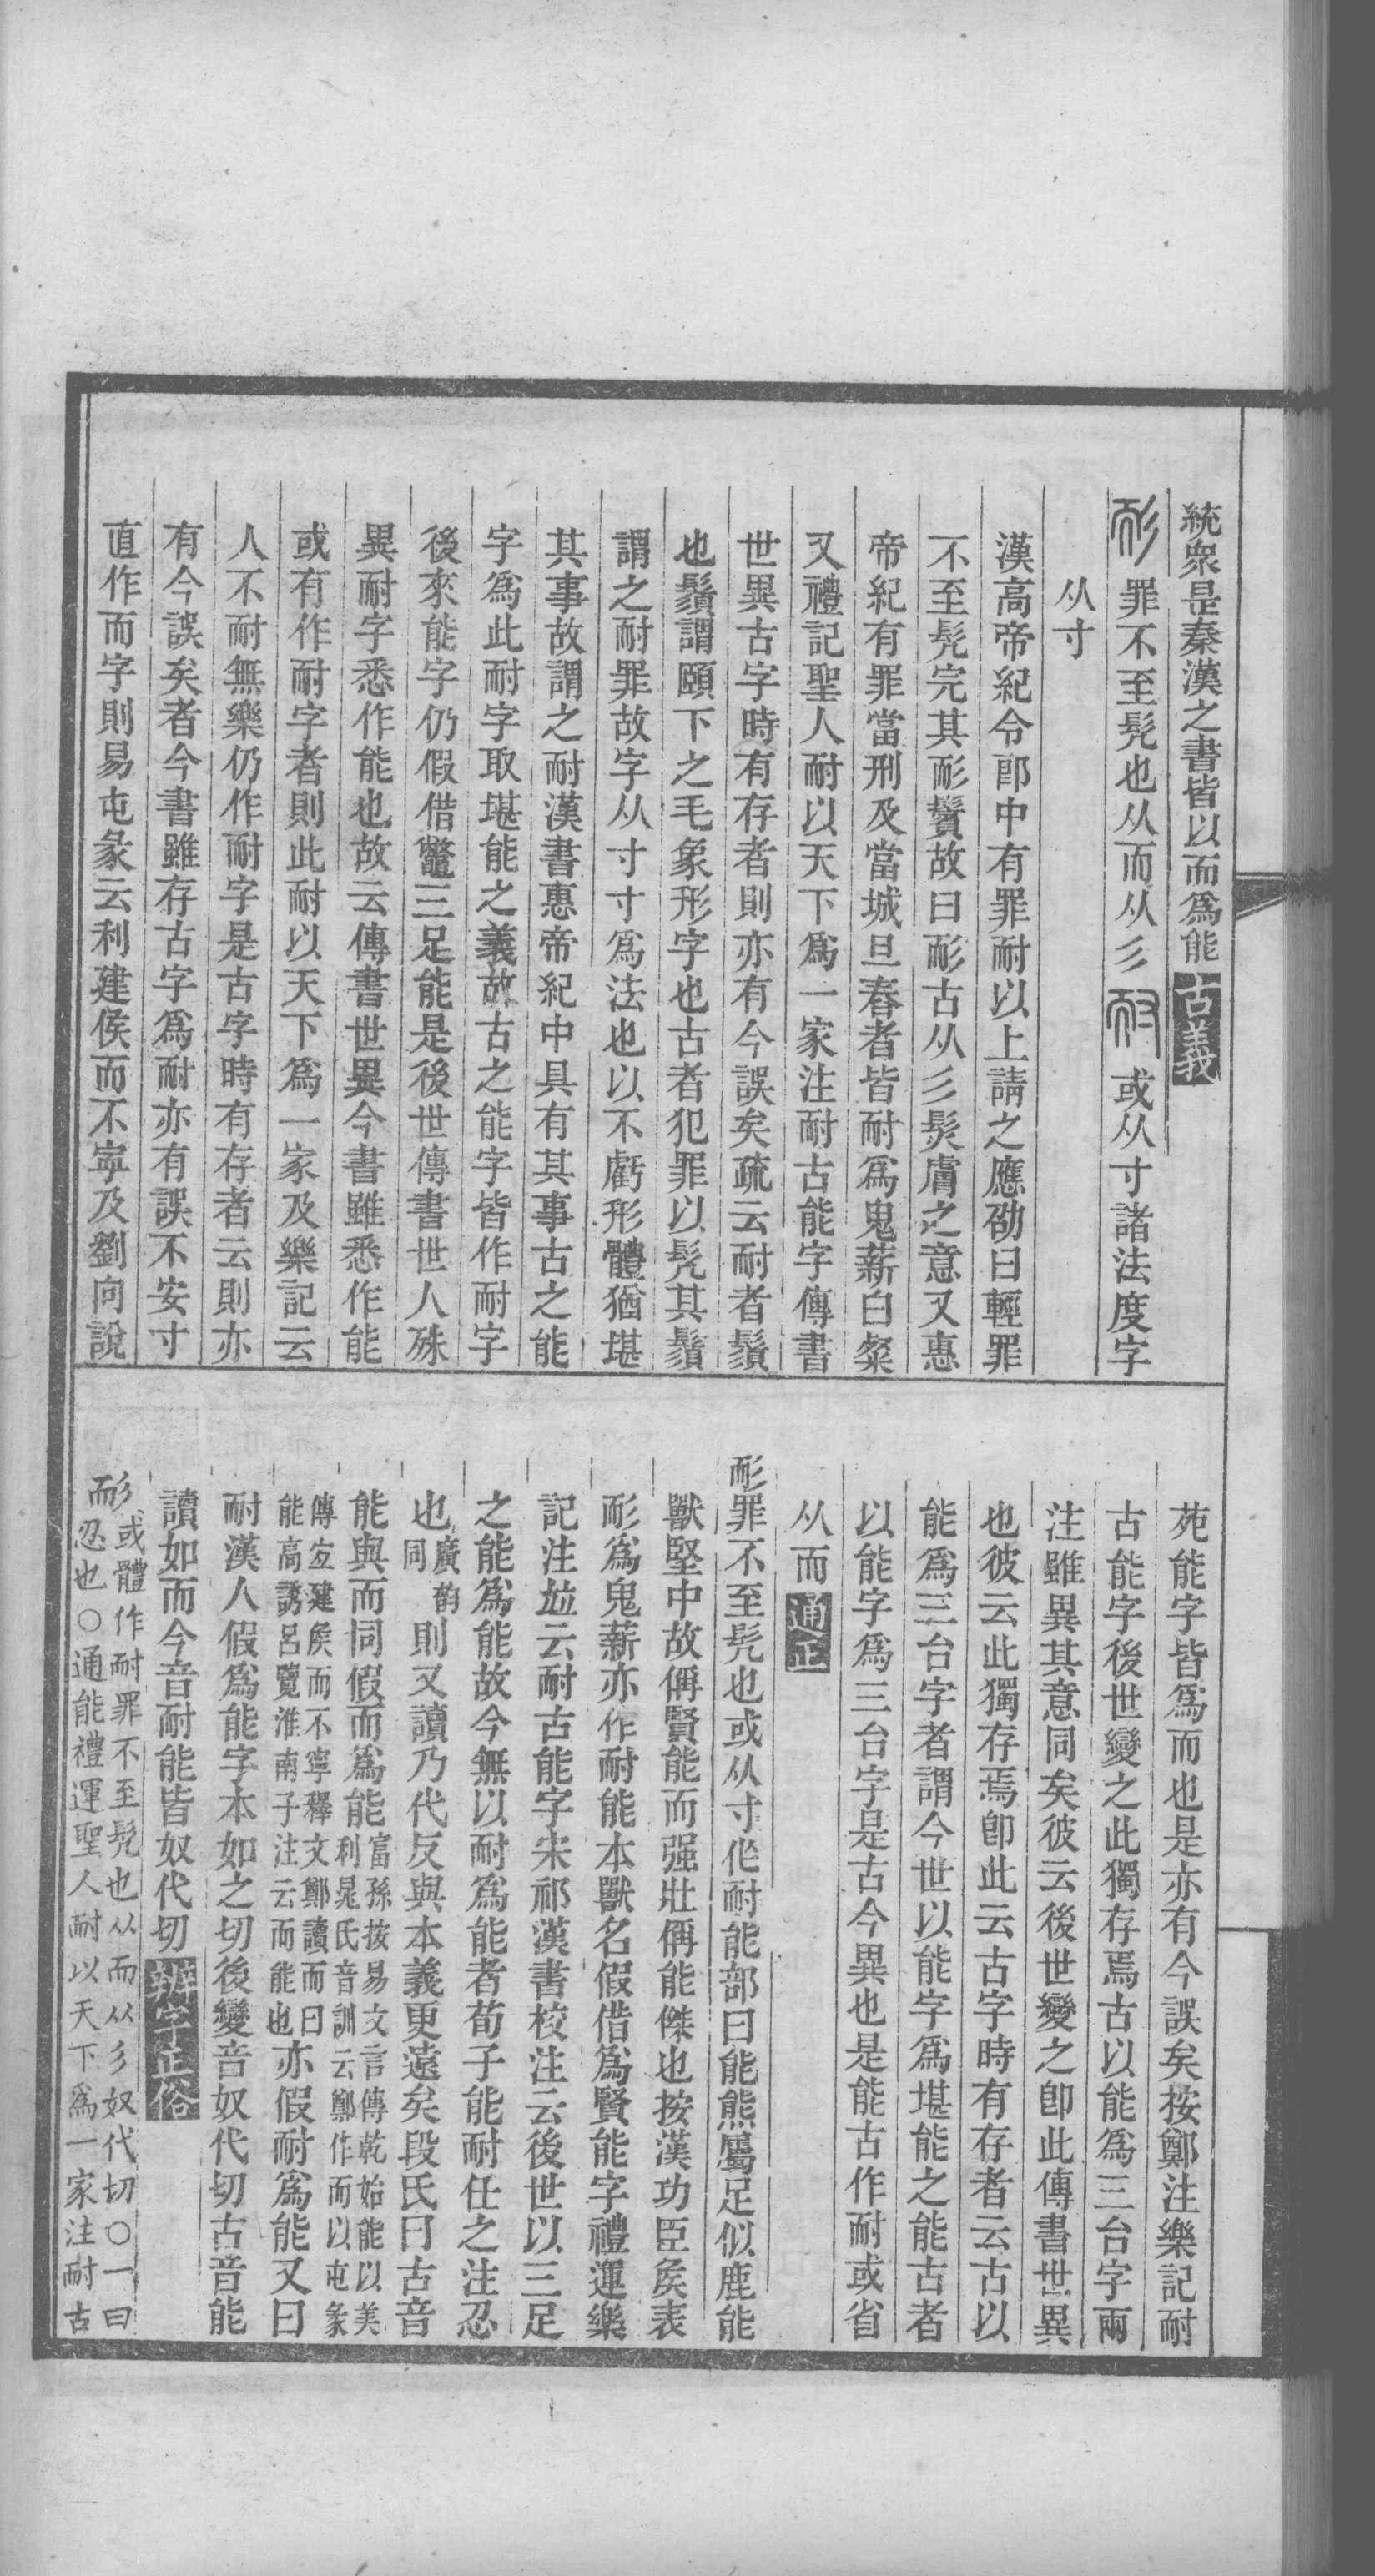 統衆是秦漢之書皆以而爲能古義
耏罪不至髡也从而从彡耐或从寸諸法度字
从寸
漢高帝紀令郎中有罪耐以上請之應劭曰輕罪
不至髡完其耏鬢故曰耏古从彡髮膚之意又惠
帝紀有罪當刑及當城旦舂者皆耐爲鬼薪白粲
又禮記聖人耐以天下爲一家注耐古能字傳書
世異古字時有存者則亦有今誤矣疏云耐者鬚
也鬚謂頤下之毛象形字也古者犯罪以髡其鬚
謂之耐罪故字从寸寸爲法也以不虧形體猶堪
其事故謂之耐漢書惠帝紀中具有其事古之能
字爲此耐字取堪能之義故古之能字皆作耐字
後來能字仍假借鼈三足能是後世傳書世人殊
異耐字悉作能也故云傳書世異今書雖悉作能
或有作耐字者則此耐以天下爲一家及樂記云
人不耐無樂仍作耐字是古字時有存者云則亦
有今誤矣者今書雖存古字爲耐亦有誤不安寸
直作而字則易屯彖云利建侯而不寧及劉向說
苑能字皆爲而也是亦有今誤矣按鄭注樂記耐
古能字後世變之此獨存焉古以能爲三台字兩
注雖異其意同矣彼云後世變之卽此傳書世異
也彼云此獨存焉卽此云古字時有存者云古以
能爲三台字者謂今世以能字爲堪能之能古者
以能字爲三台字是古今異也是能古作耐或省
从而通正
耏罪不至髡也或从寸作耐能部曰能熊屬足似鹿能
獸堅中故偁賢能而强壯偁能傑也按漢功臣矦表
耏爲鬼薪亦作耐能本獸名假借爲賢能字禮運樂
記注竝云耐古能字宋祁漢書校注云後世以三足
之能爲能故今無以耐爲能者荀子能耐任之注忍
也廣韵同則又讀乃代反與本義更遠矣段氏曰古音
能與而同假而爲能富孫按易文言傳乾始能以美利晁氏音訓云鄭作而以屯彖
傳宜建矦而不寧釋文鄭讀而曰能高誘呂覽淮南子注云而能也亦假耐爲能又曰
耐漢人假爲能字本如之切後變音奴代切古音能
讀如而今音耐能皆奴代切辨字正俗
耏或體作耐罪不至髡也从而从彡奴代切○一曰
忍也○通能禮運聖人耐以天下爲一家注耐古